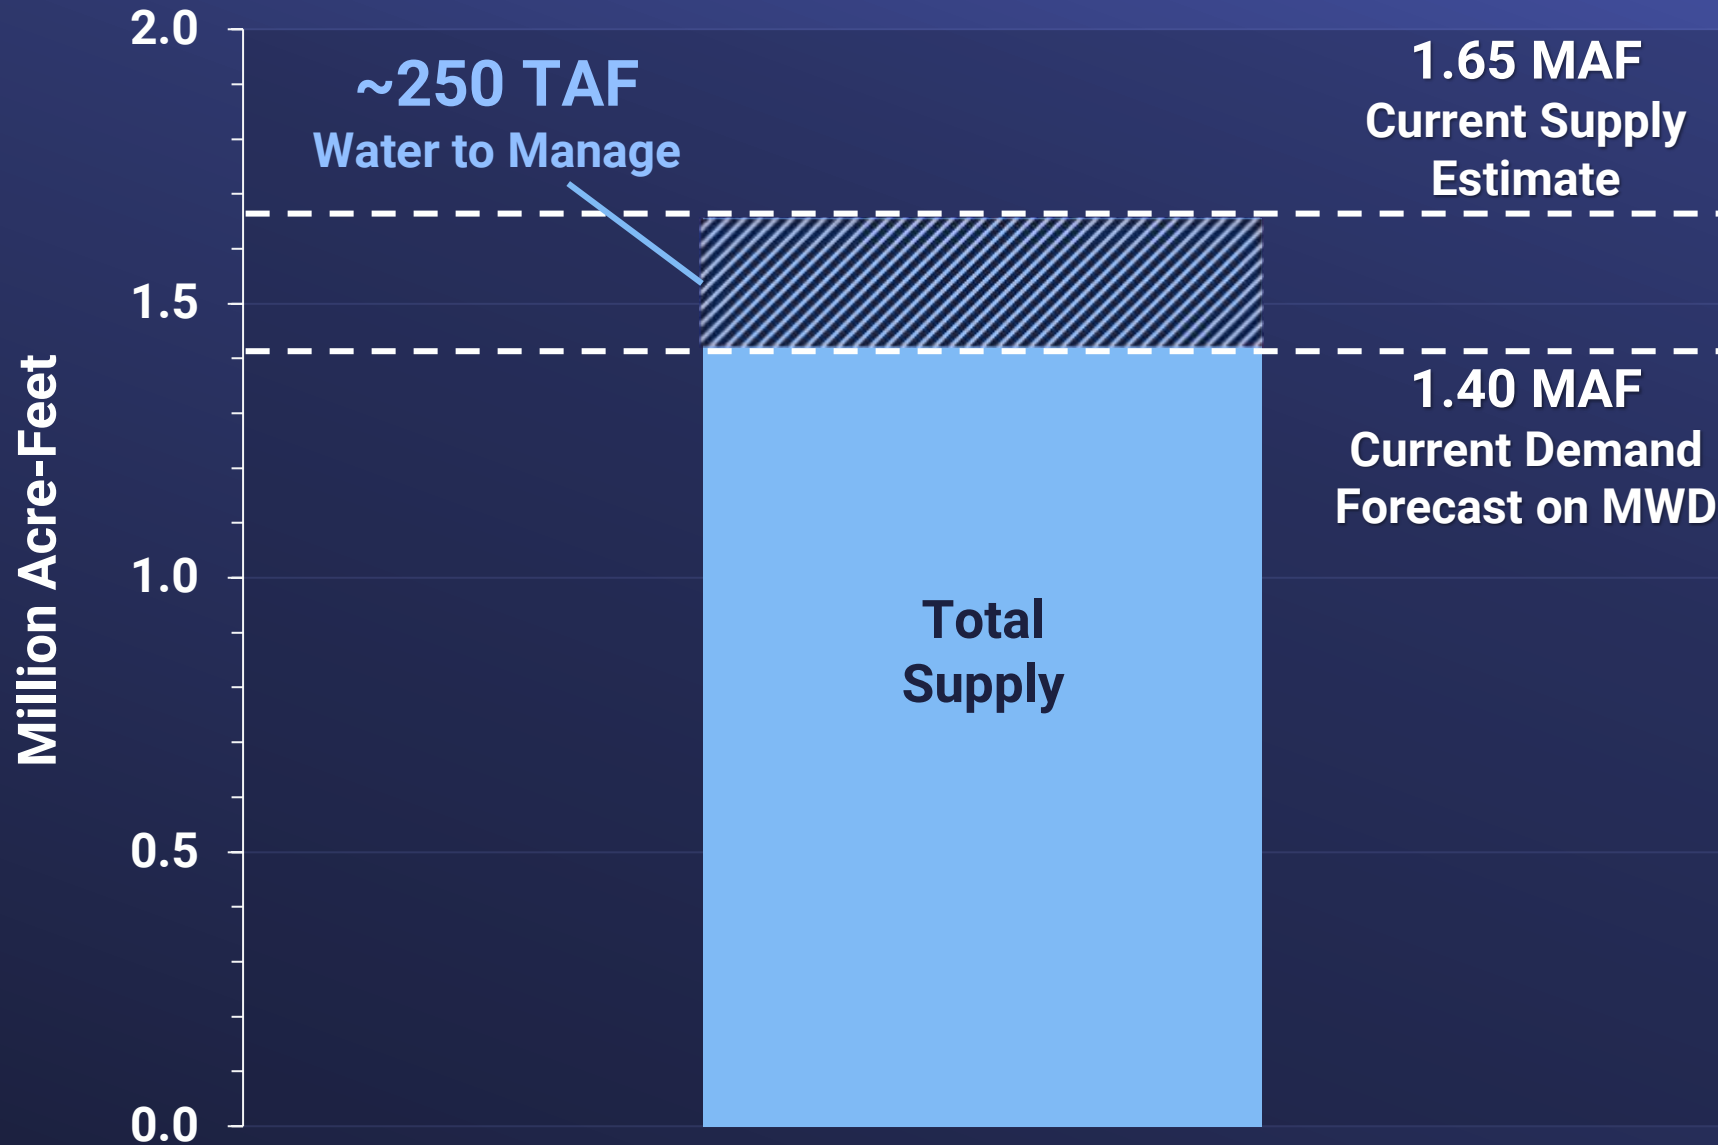 2.0
1.5
1.0
0.5
0.0
Million Acre-Feet
~250 TAF
Water to Manage
Total
Supply
1.65 MAF
Current Supply
Estimate
1.40 MAF
Current Demand
Forecast on MWD